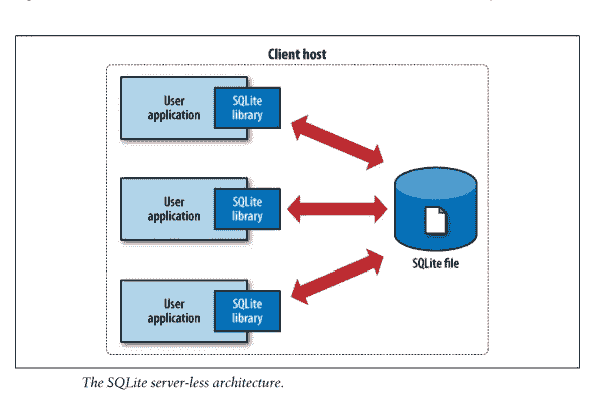 Client host
User
application
SQLite
library
User
application
SQLite
library
User
application
SQLite
library
SQLite file
The SQLite server-less architecture.